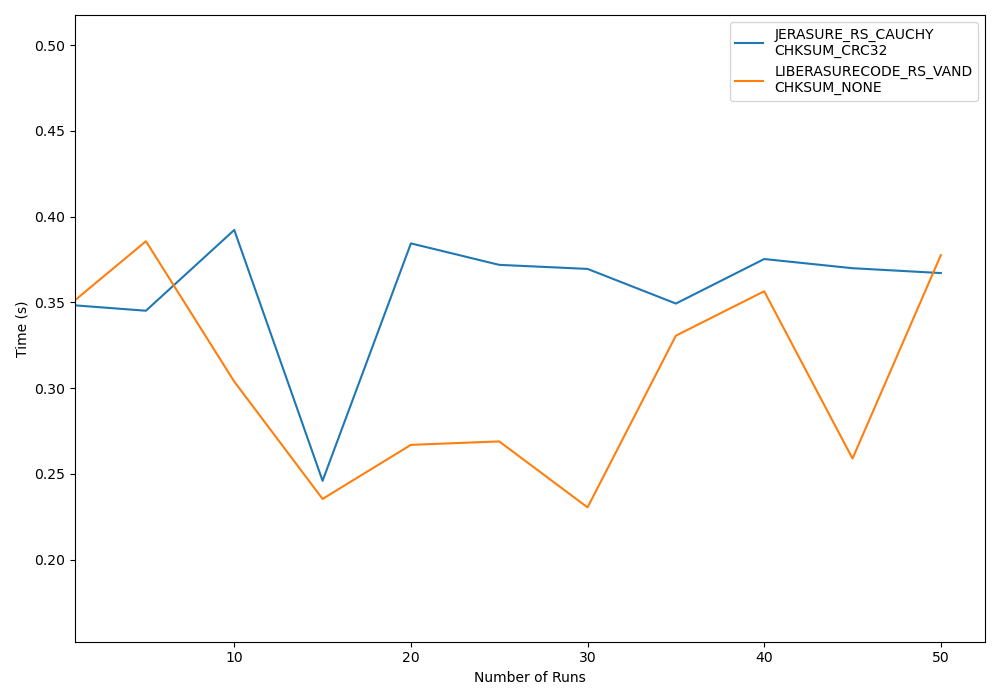 JERASURE_RS_CAUCHY
CHKSUM_CRC32
LIBERASURECODE_RS_VAND
CHKSUM_NONE
0.50
0.45
0.40
0.35
0.30
0.25
0.20
Time (s)
10 20 30 40 50
Number of Runs